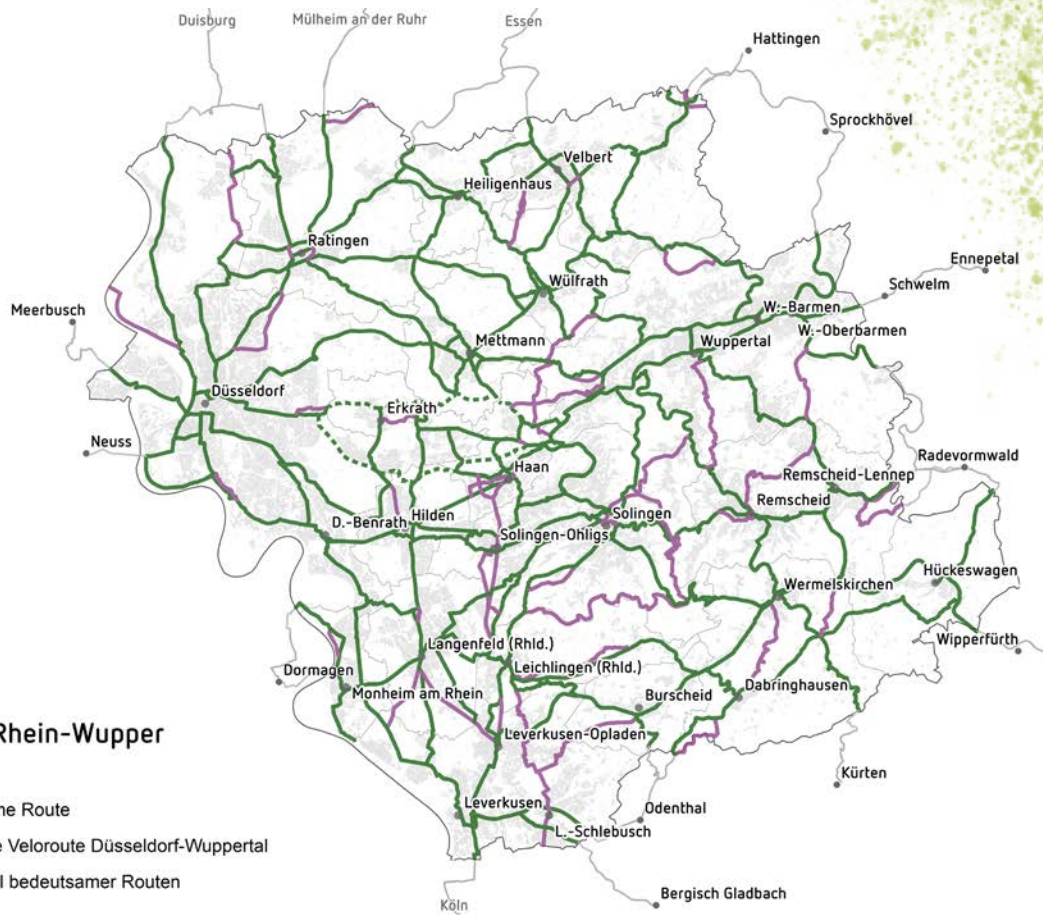 Duisburg
Mülheim an der Ruhr
Essen
Hattingen
Sprockhövel
Velbert
Heiligenhaus
Ratingen
Ennepetal
Wülfrath
Schwelm
Meerbusch
W.-Barmen
W.-Oberbarmen
Mettmann
Wuppertal
Düsseldorf
Erkrath
Neuss
Radevormwald
Haan
Remscheid-Lennep
Remscheid
D.-Benrath
Hilden
Solingen
Solingen-Ohligs
Hückeswagen
Wermelskirchen
Wipperfürth
Langenfeld (Rhld.)
Leichlingen (Rhld.)
Dormagen
Monheim am Rhein
Burscheid
Dabringhausen
Rhein-Wupper
Leverkusen-Opladen
Kürten
Leverkusen
Odenthal
me Route
L.-Schlebusch
e Veloroute Düsseldorf-Wuppertal
l bedeutsamer Routen
Köln
Bergisch Gladbach